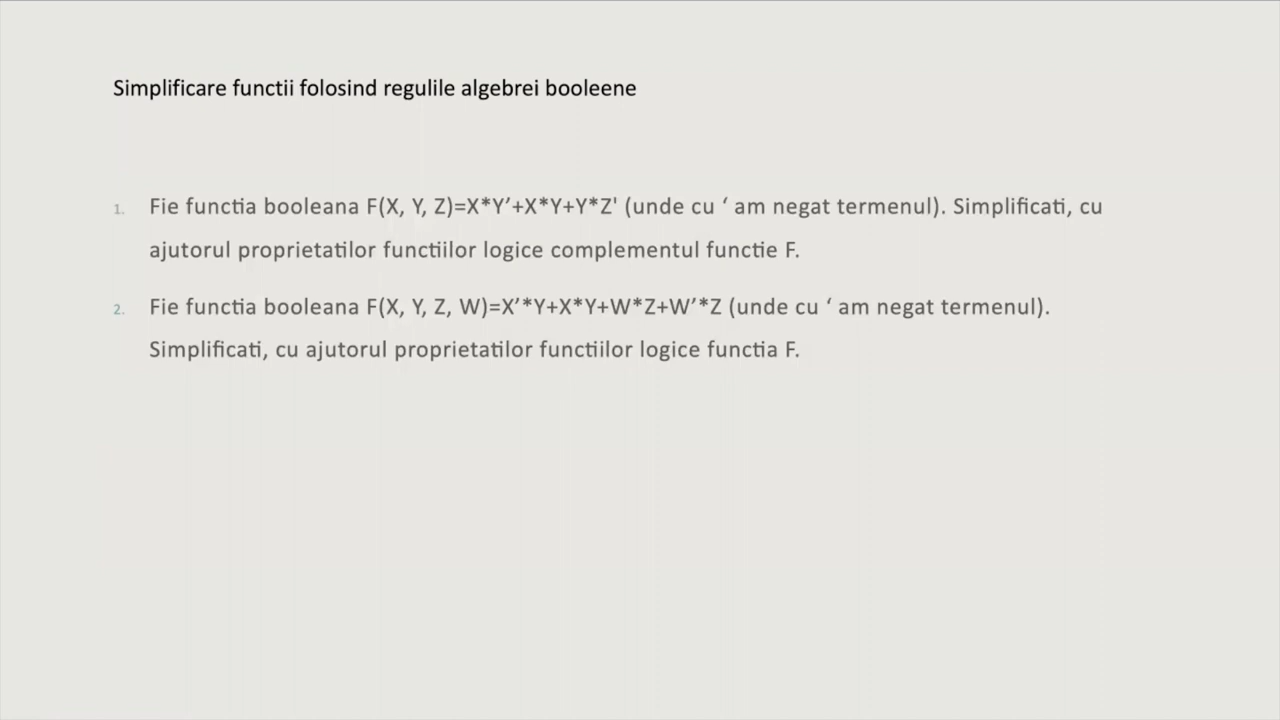 Simplificare functii folosind regulile algebrei booleene
1. Fie functia booleana F(X, Y, Z)=X*Y’+X*Y+Y*Z' (unde cu ‘ am negat termenul). Simplificati, cu
ajutorul proprietatilor functiilor logice complementul functie F.
2. Fie functia booleana F(X, Y, Z, W)=X’*Y+X*Y+W*Z+W’*Z (unde cu ‘ am negat termenul).
Simplificati, cu ajutorul proprietatilor functiilor logice functia F.